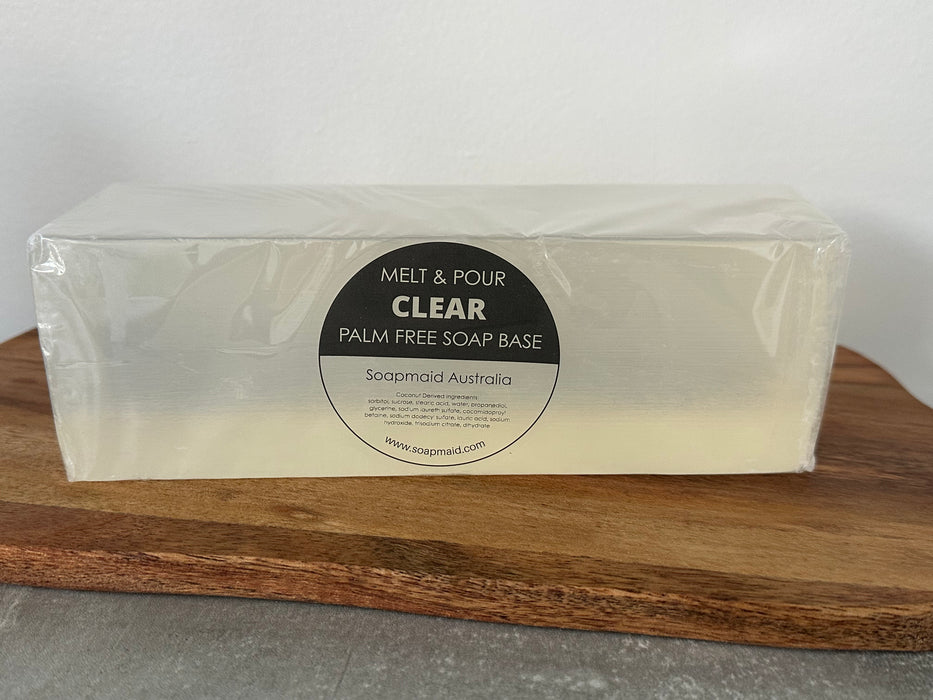 MELT & POUR
CLEAR
PALM FREE SOAP BASE
Soapmaid Australia
Coconut Derived Ingredients:
sorbitol, sucrose, stearic acid, water, propanediol,
glycerine, sodium laureth sulfate, cocamidopropyl
betaine, sodium dodecyl sulfate, lauric acid, sodium
hydroxide, trisodium citrate, dihydrate
www.soapmaid.com